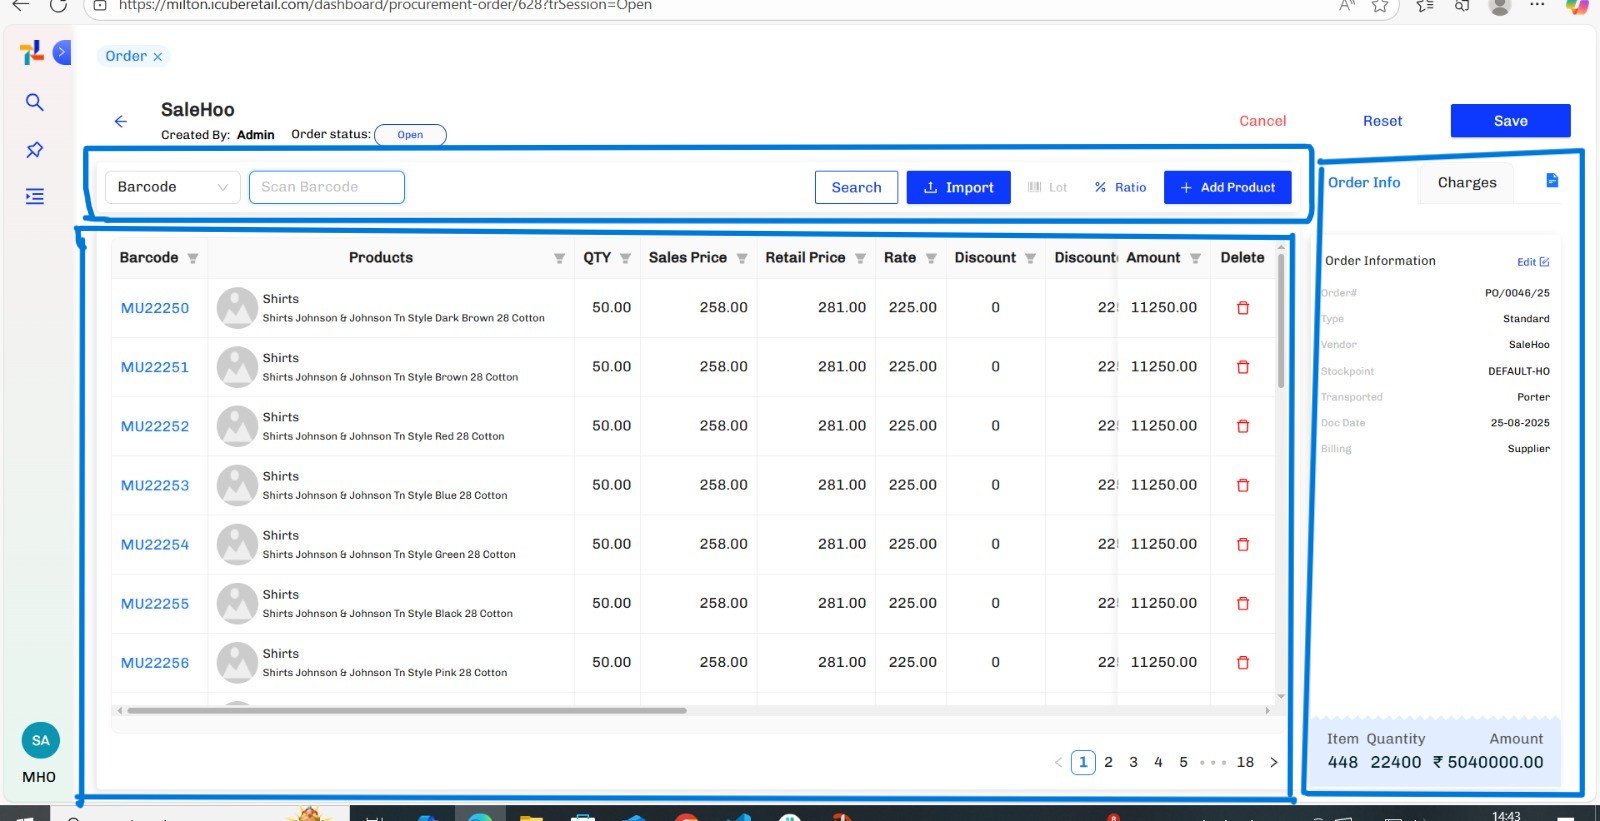 https://milton.icuberetail.com/dashboard/procurement-order/628?trSession=Open
Order ×
SaleHoo
Created By: Admin Order status: Open
Cancel Reset Save
Barcode Scan Barcode Search Import Lot % Ratio + Add Product
Order Info Charges
Barcode Products QTY Sales Price Retail Price Rate Discount Discount Amount Delete
MU22250 Shirts 50.00 258.00 281.00 225.00 0 22 11250.00
Shirts Johnson & Johnson Tn Style Dark Brown 28 Cotton
MU22251 Shirts 50.00 258.00 281.00 225.00 0 22 11250.00
Shirts Johnson & Johnson Tn Style Brown 28 Cotton
MU22252 Shirts 50.00 258.00 281.00 225.00 0 22 11250.00
Shirts Johnson & Johnson Tn Style Red 28 Cotton
MU22253 Shirts 50.00 258.00 281.00 225.00 0 22 11250.00
Shirts Johnson & Johnson Tn Style Blue 28 Cotton
MU22254 Shirts 50.00 258.00 281.00 225.00 0 22 11250.00
Shirts Johnson & Johnson Tn Style Green 28 Cotton
MU22255 Shirts 50.00 258.00 281.00 225.00 0 22 11250.00
Shirts Johnson & Johnson Tn Style Black 28 Cotton
MU22256 Shirts 50.00 258.00 281.00 225.00 0 22 11250.00
Shirts Johnson & Johnson Tn Style Pink 28 Cotton
< 1 2 3 4 5 ••• 18 >
Order Information Edit
Order# PO/0046/25
Type Standard
Vendor SaleHoo
Stockpoint DEFAULT-HO
Transported Porter
Doc Date 25-08-2025
Billing Supplier
Item Quantity Amount
448 22400 ₹ 5040000.00
SA
MHO
14:43